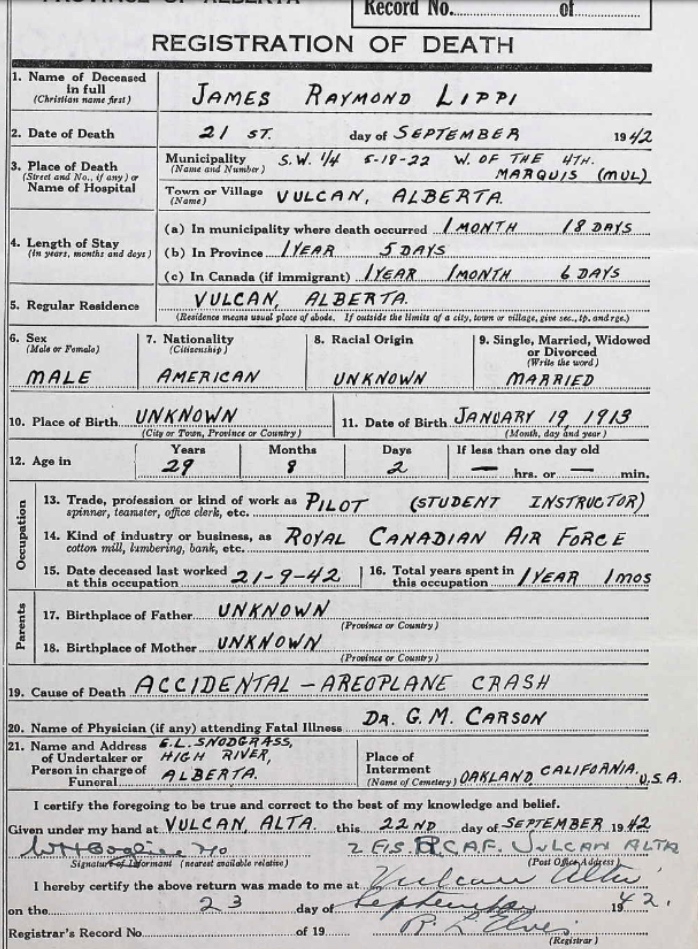 PROVINCE OF ALBERTA
Record No. of
REGISTRATION OF DEATH
1. Name of Deceased in full (Christian name first) JAMES RAYMOND LIPPI
2. Date of Death 21 ST. day of SEPTEMBER 1942
3. Place of Death (Street and No., if any) or Name of Hospital
Municipality (Name and Number) S.W. 1/4 5-18-22 W. OF THE 4TH.
MARQUIS (MUL)
Town or Village (Name) VULCAN, ALBERTA.
4. Length of Stay (in years, months and days)
(a) In municipality where death occurred 1 MONTH 18 DAYS
(b) In Province 1 YEAR 5 DAYS
(c) In Canada (if immigrant) 1 YEAR 1 MONTH 6 DAYS
5. Regular Residence VULCAN, ALBERTA.
(Residence means usual place of abode. If outside the limits of a city, town or village, give sec., tp. and rge.)
6. Sex (Male or Female) MALE
7. Nationality (Citizenship) AMERICAN
8. Racial Origin UNKNOWN
9. Single, Married, Widowed or Divorced (Write the word) MARRIED
10. Place of Birth UNKNOWN (City or Town, Province or Country)
11. Date of Birth JANUARY 19, 1913 (Month, day and year)
12. Age in Years 29 Months 8 Days 2 If less than one day old — hrs. or — min.
Occupation
13. Trade, profession or kind of work as spinner, teamster, office clerk, etc. PILOT (STUDENT INSTRUCTOR)
14. Kind of industry or business, as cotton mill, lumbering, bank, etc. ROYAL CANADIAN AIR FORCE
15. Date deceased last worked at this occupation 21-9-42
16. Total years spent in this occupation 1 YEAR 1 mos
Parents
17. Birthplace of Father UNKNOWN (Province or Country)
18. Birthplace of Mother UNKNOWN (Province or Country)
19. Cause of Death ACCIDENTAL - AREOPLANE CRASH
20. Name of Physician (if any) attending Fatal Illness DR. G.M. CARSON
21. Name and Address of Undertaker or Person in charge of Funeral E.L. SNODGRASS, HIGH RIVER, ALBERTA.
Place of Interment (Name of Cemetery) OAKLAND CALIFORNIA, U.S.A.
I certify the foregoing to be true and correct to the best of my knowledge and belief.
Given under my hand at VULCAN, ALTA. this 22ND day of SEPTEMBER 1942
2 FIS. R.C.A.F. VULCAN ALTA
Signature of Informant (nearest available relative) (Post Office Address)
I hereby certify the above return was made to me at Vulcan Alta
on the 23 day of September 1942.
Registrar's Record No. of 19 (Registrar)